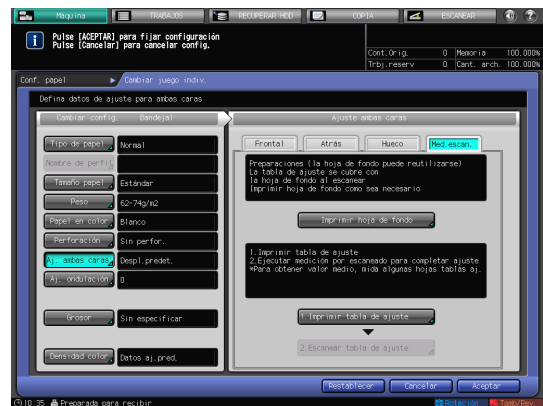 Máquina TRABAJOS RECUPERAR HDD COPIA ESCANEAR
Pulse [ACEPTAR] para fijar configuración
Pulse [Cancelar] para cancelar config.
Cont.Orig. 0 Memoria 100.000%
Trbj.reserv 0 Cant. arch. 100.000%
Conf. papel Cambiar juego indiv.
Defina datos de ajuste para ambas caras
Cambiar config. Bandeja1
Ajuste ambas caras
Tipo de papel Normal
Nombre de perfil
Tamaño papel Estándar
Peso 62-74g/m2
Papel en color Blanco
Perforación Sin perfor.
Aj. ambas caras Despl.predet.
Aj. ondulación 0
Grosor Sin especificar
Densidad color Datos aj.pred.
Frontal Atrás Hueco Med.escan.
Preparaciones (la hoja de fondo puede reutilizarse)
La tabla de ajuste se cubre con
la hoja de fondo al escanear
Imprimir hoja de fondo como sea necesario
Imprimir hoja de fondo
1.Imprimir tabla de ajuste
2.Ejecutar medición por escaneado para completar ajuste
*Para obtener valor medio, mida algunas hojas tablas aj.
1.Imprimir tabla de ajuste
2.Escanear tabla de ajuste
Restablecer Cancelar Aceptar
10:35 Preparada para recibir Rotación Tamb/Rev.